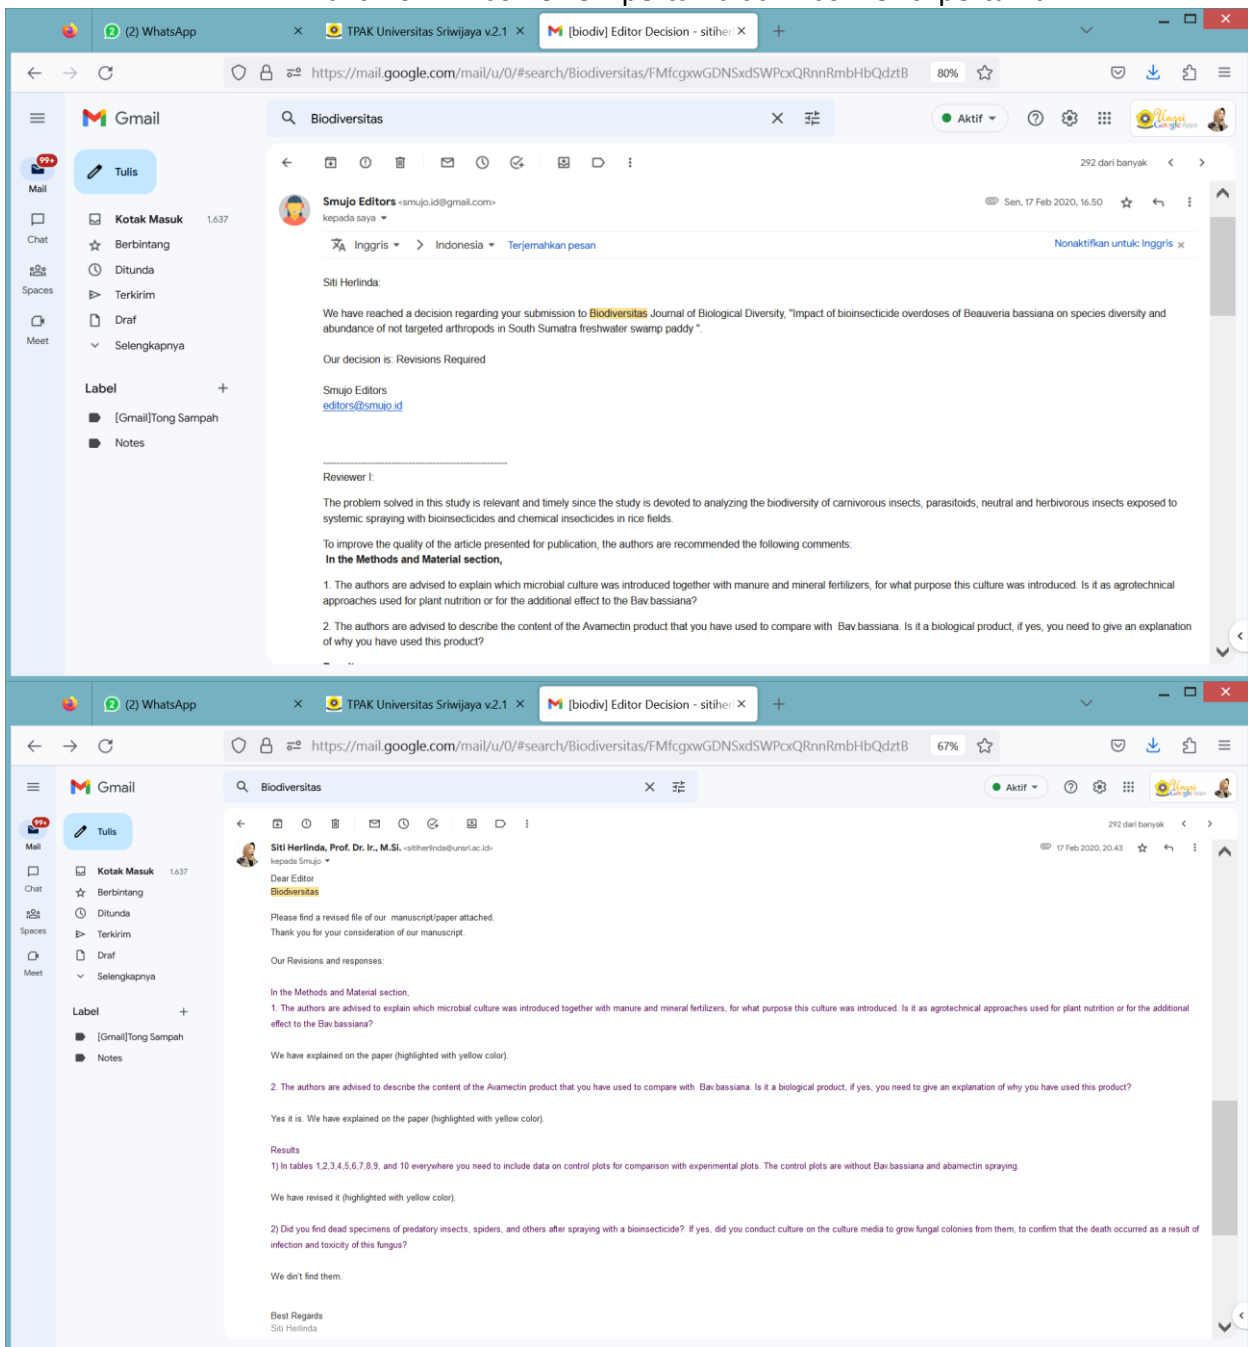 (2) WhatsApp
TPAK Universitas Sriwijaya v.2.1
[biodiv] Editor Decision - sitiher
https://mail.google.com/mail/u/0/#search/Biodiversitas/FMfcgxwGDNSxdSWPcxQRnnRmbHbQdztB
80%
Gmail
Biodiversitas
Aktif
99+
Mail
Chat
Spaces
Meet
Tulis
Kotak Masuk 1.637
Berbintang
Ditunda
Terkirim
Draf
Selengkapnya
Label
[Gmail]Tong Sampah
Notes
292 dari banyak
Smujo Editors <smujo.id@gmail.com>
Sen, 17 Feb 2020, 16.50
kepada saya
Inggris > Indonesia Terjemahkan pesan
Nonaktifkan untuk: Inggris x
Siti Herlinda:
We have reached a decision regarding your submission to Biodiversitas Journal of Biological Diversity, "Impact of bioinsecticide overdoses of Beauveria bassiana on species diversity and
abundance of not targeted arthropods in South Sumatra freshwater swamp paddy ".
Our decision is: Revisions Required
Smujo Editors
editors@smujo.id
------------------------------------------------------
Reviewer I:
The problem solved in this study is relevant and timely since the study is devoted to analyzing the biodiversity of carnivorous insects, parasitoids, neutral and herbivorous insects exposed to
systemic spraying with bioinsecticides and chemical insecticides in rice fields.
To improve the quality of the article presented for publication, the authors are recommended the following comments:
In the Methods and Material section,
1. The authors are advised to explain which microbial culture was introduced together with manure and mineral fertilizers, for what purpose this culture was introduced. Is it as agrotechnical
approaches used for plant nutrition or for the additional effect to the Bav.bassiana?
2. The authors are advised to describe the content of the Avamectin product that you have used to compare with Bav.bassiana. Is it a biological product, if yes, you need to give an explanation
of why you have used this product?
(2) WhatsApp
TPAK Universitas Sriwijaya v.2.1
[biodiv] Editor Decision - sitiher
https://mail.google.com/mail/u/0/#search/Biodiversitas/FMfcgxwGDNSxdSWPcxQRnnRmbHbQdztB
67%
Gmail
Biodiversitas
Aktif
99+
Mail
Chat
Spaces
Meet
Tulis
Kotak Masuk 1.637
Berbintang
Ditunda
Terkirim
Draf
Selengkapnya
Label
[Gmail]Tong Sampah
Notes
292 dari banyak
Siti Herlinda, Prof. Dr. Ir., M.Si. <sitiherlinda@unsri.ac.id>
17 Feb 2020, 20.43
kepada Smujo
Dear Editor
Biodiversitas
Please find a revised file of our manuscript/paper attached.
Thank you for your consideration of our manuscript.
Our Revisions and responses:
In the Methods and Material section,
1. The authors are advised to explain which microbial culture was introduced together with manure and mineral fertilizers, for what purpose this culture was introduced. Is it as agrotechnical approaches used for plant nutrition or for the additional
effect to the Bav.bassiana?
We have explained on the paper (highlighted with yellow color).
2. The authors are advised to describe the content of the Avamectin product that you have used to compare with Bav.bassiana. Is it a biological product, if yes, you need to give an explanation of why you have used this product?
Yes it is. We have explained on the paper (highlighted with yellow color).
Results
1) In tables 1,2,3,4,5,6,7,8,9, and 10 everywhere you need to include data on control plots for comparison with experimental plots. The control plots are without Bav.bassiana and abamectin spraying.
We have revised it (highlighted with yellow color).
2) Did you find dead specimens of predatory insects, spiders, and others after spraying with a bioinsecticide? If yes, did you conduct culture on the culture media to grow fungal colonies from them, to confirm that the death occurred as a result of
infection and toxicity of this fungus?
We din't find them.
Best Regards
Siti Herlinda